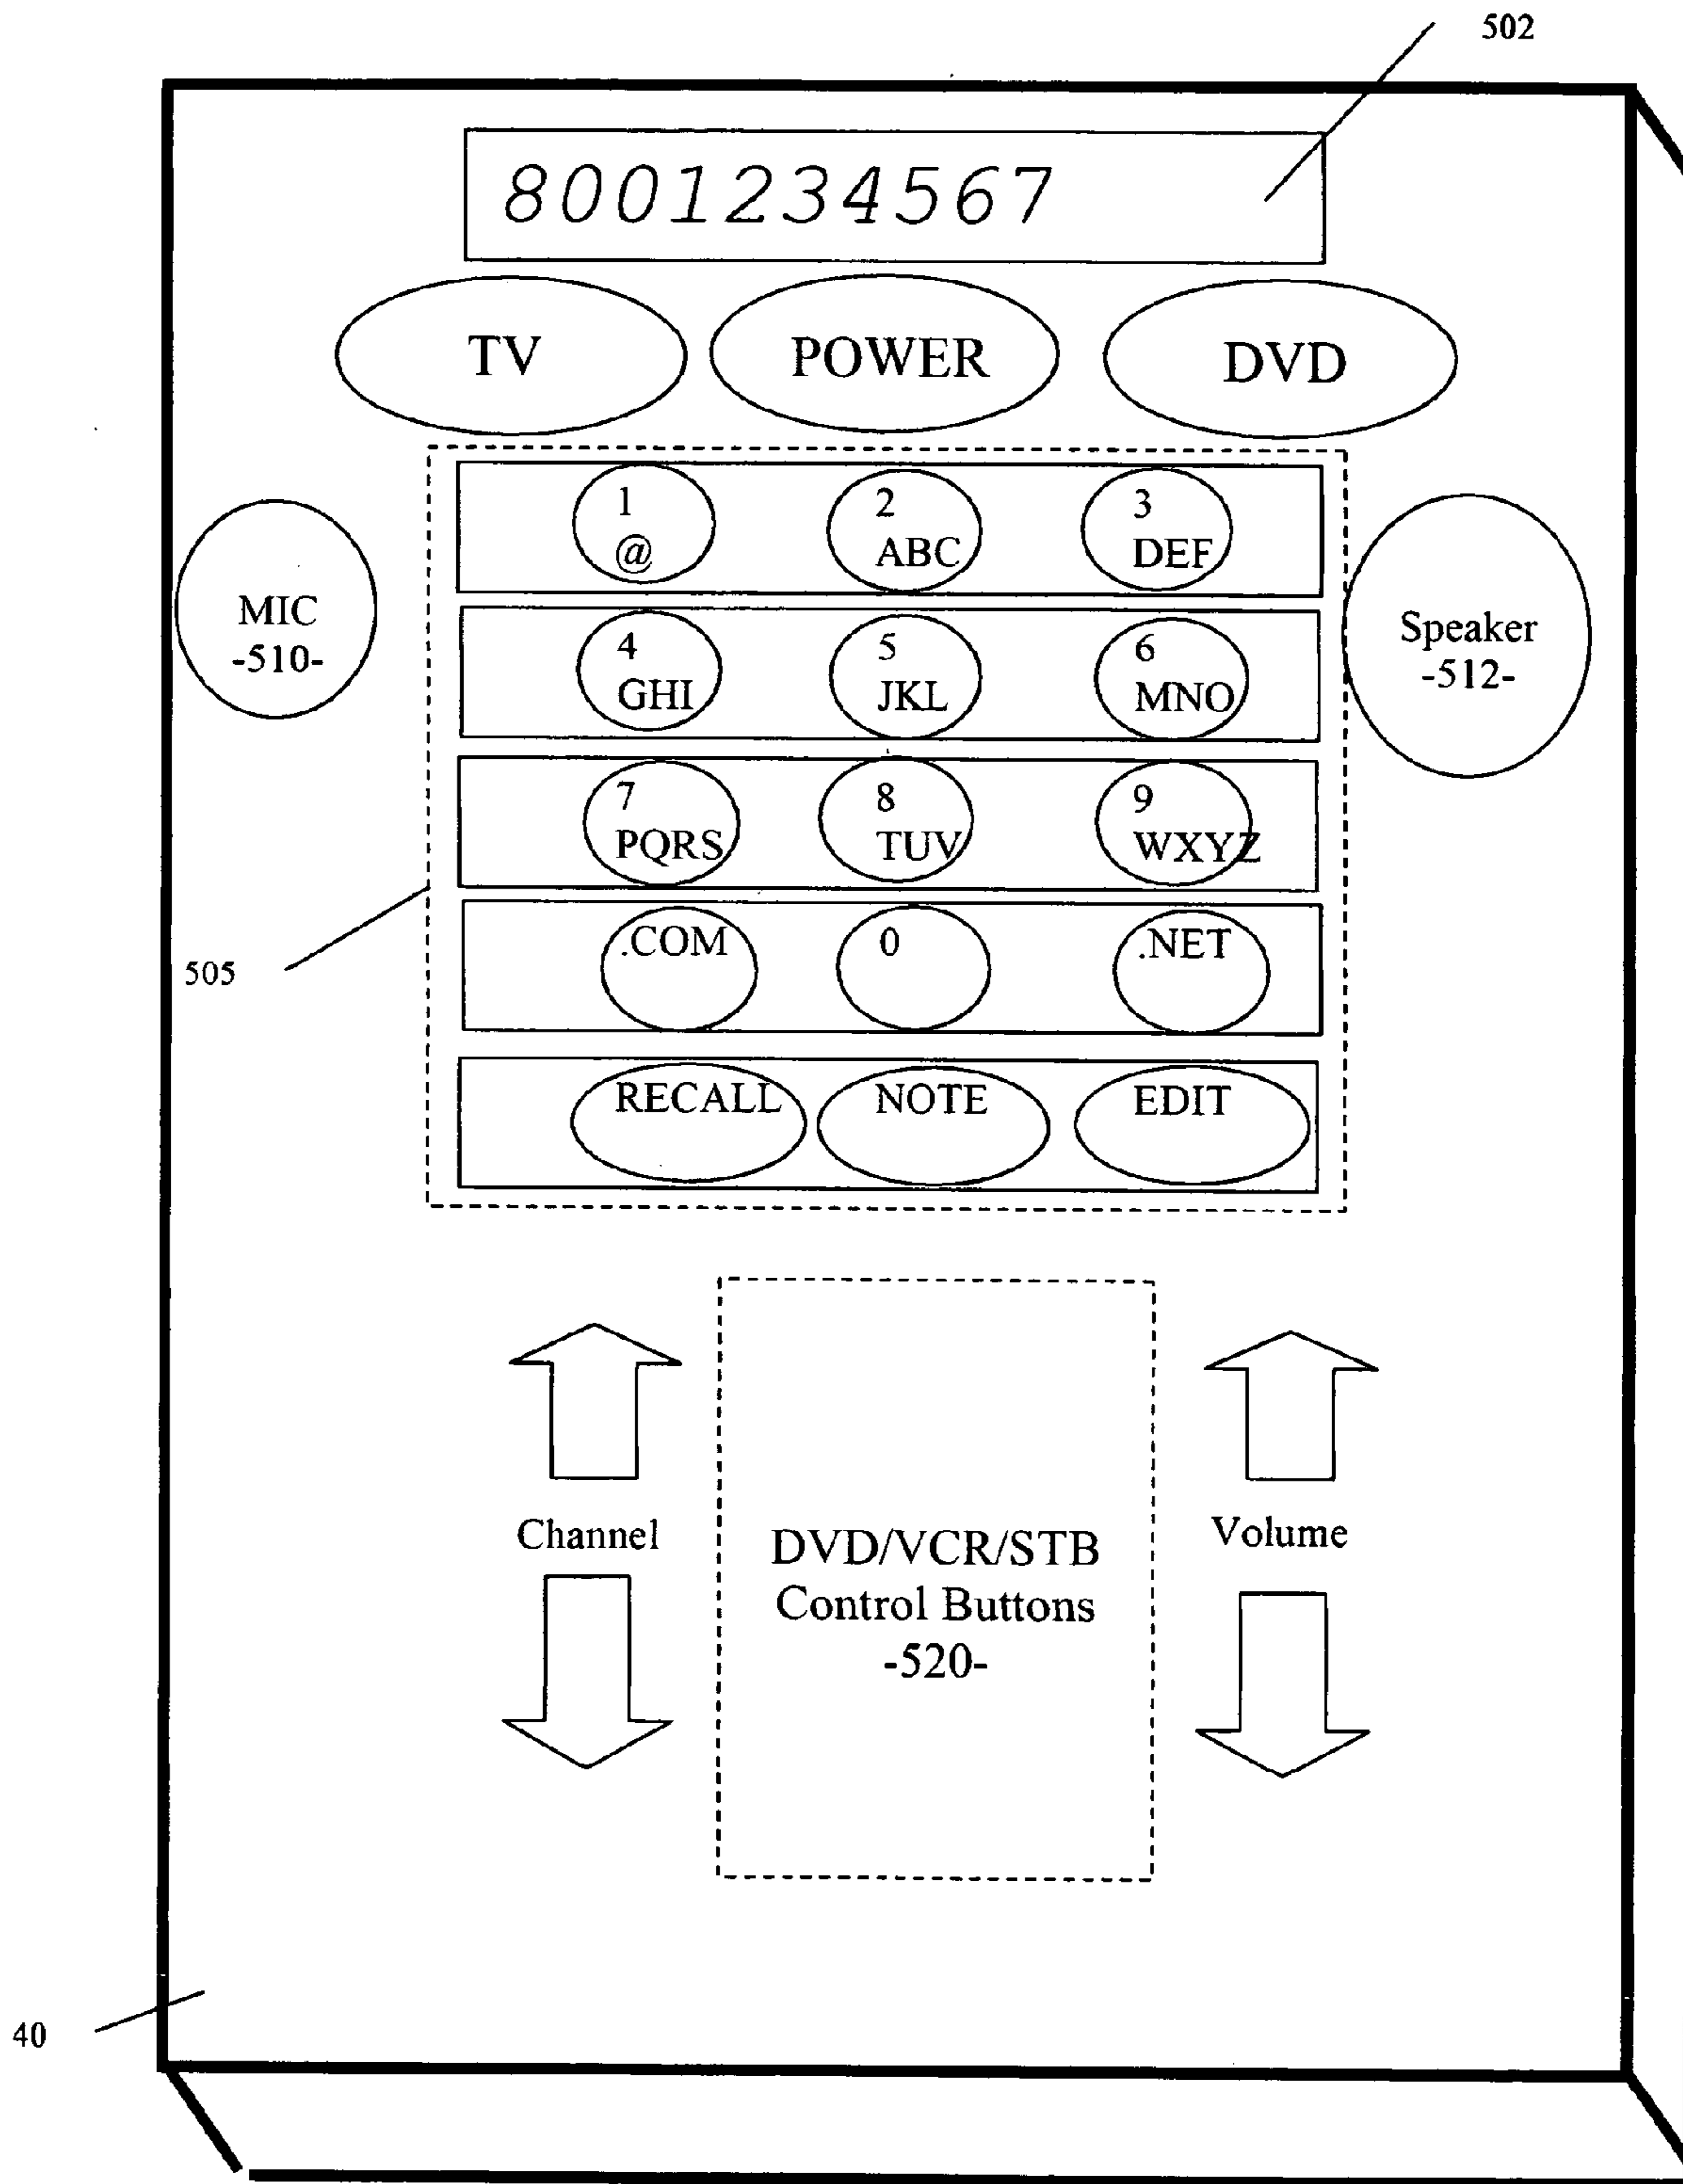 502
8001234567
TV POWER DVD
1 2 3
@ ABC DEF
MIC
-510-
Speaker
-512-
4 5 6
GHI JKL MNO
7 8 9
PQRS TUV WXYZ
.COM 0 .NET
505
RECALL NOTE EDIT
Channel
Volume
DVD/VCR/STB
Control Buttons
-520-
40